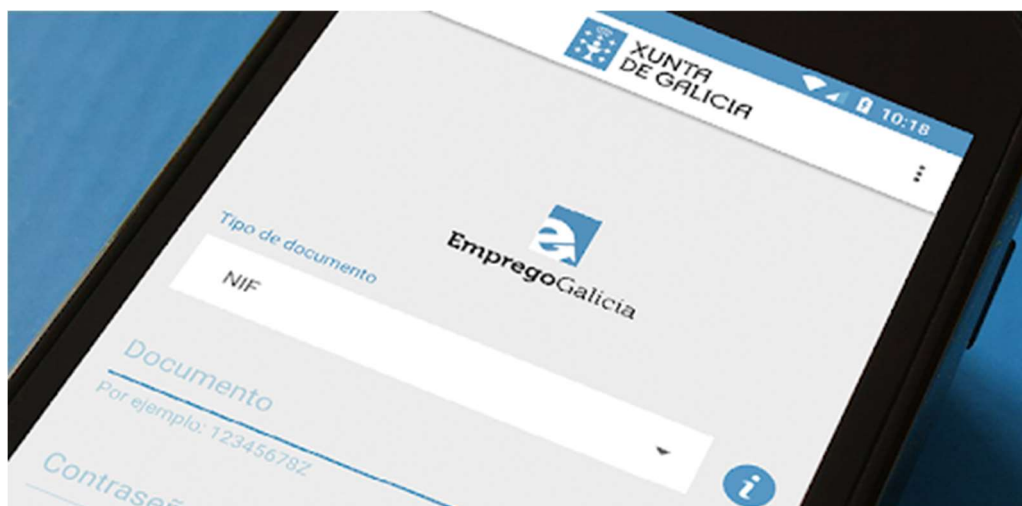 XUNTA
DE GALICIA
10:18
EmpregoGalicia
Tipo de documento
NIF
Documento
Por ejemplo: 12345678Z